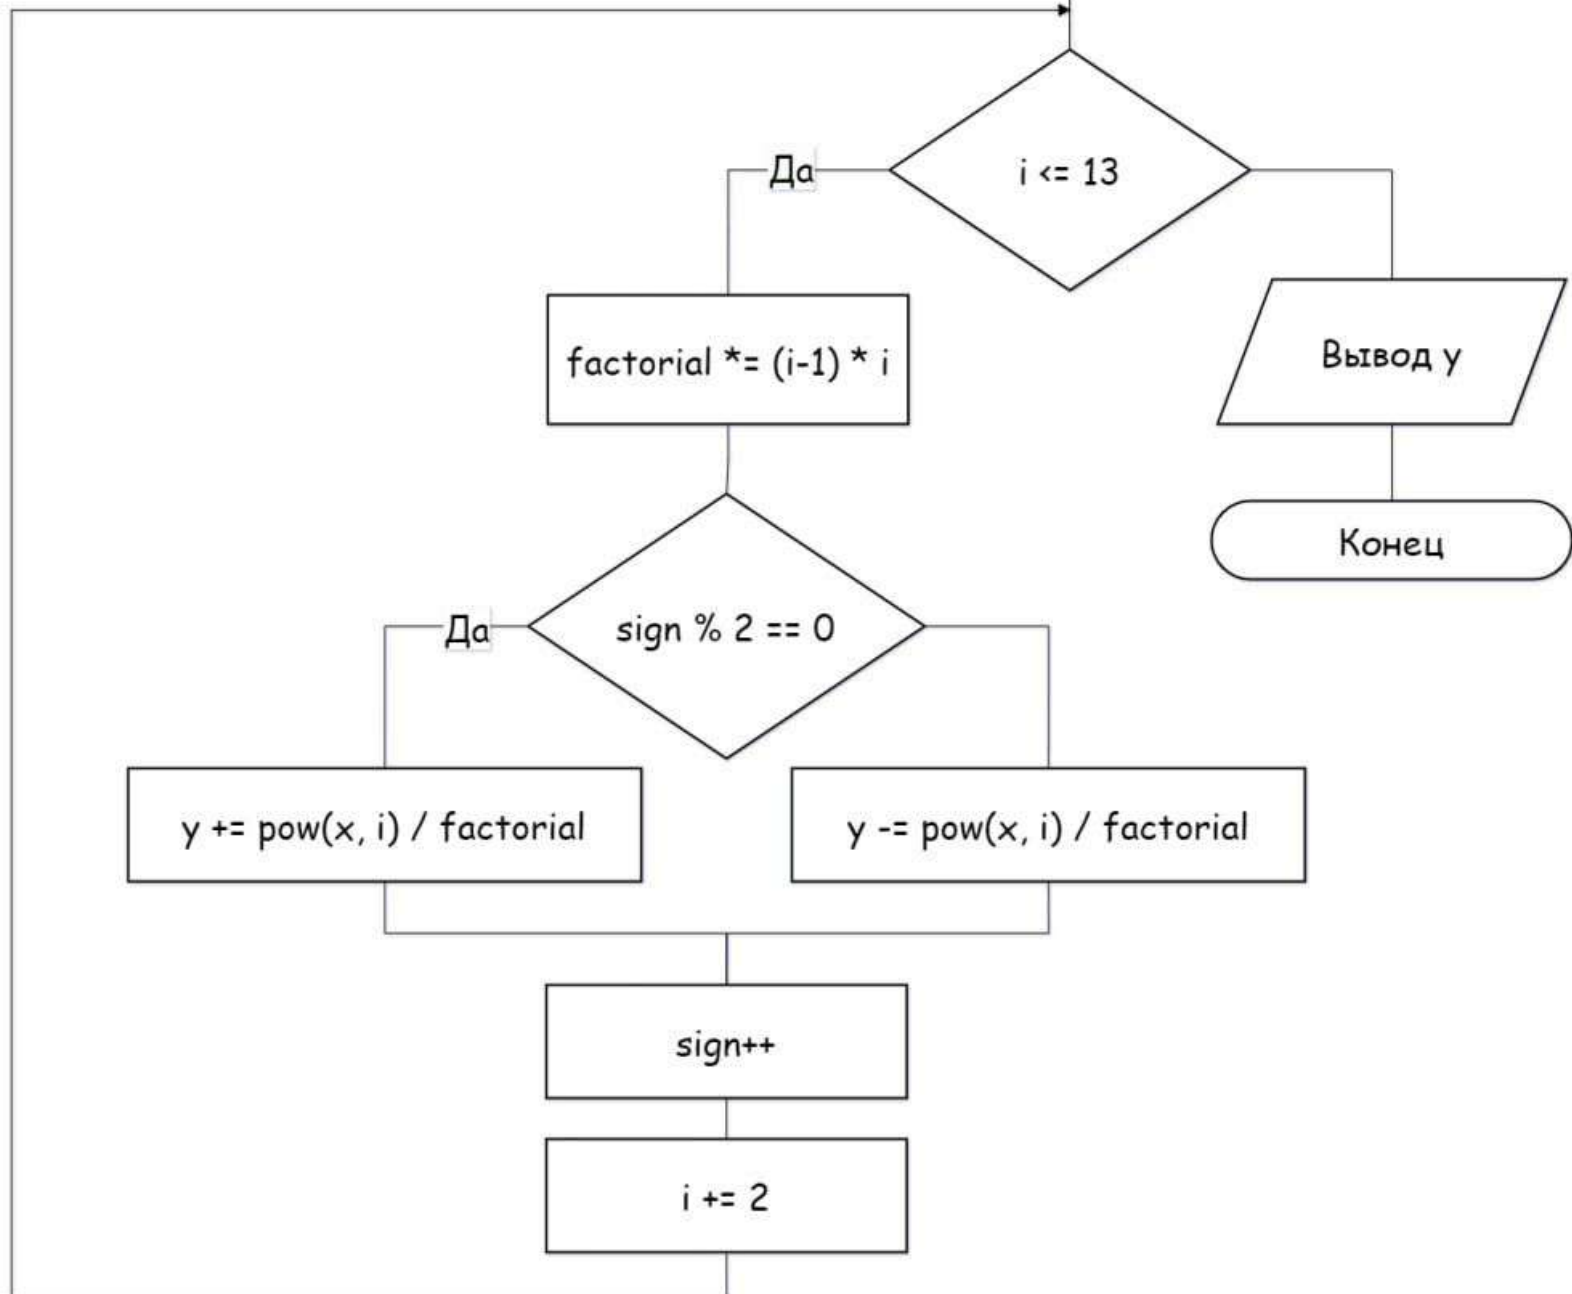 i <= 13
Да
factorial *= (i-1) * i
Вывод y
Конец
sign % 2 == 0
Да
y += pow(x, i) / factorial
y -= pow(x, i) / factorial
sign++
i += 2